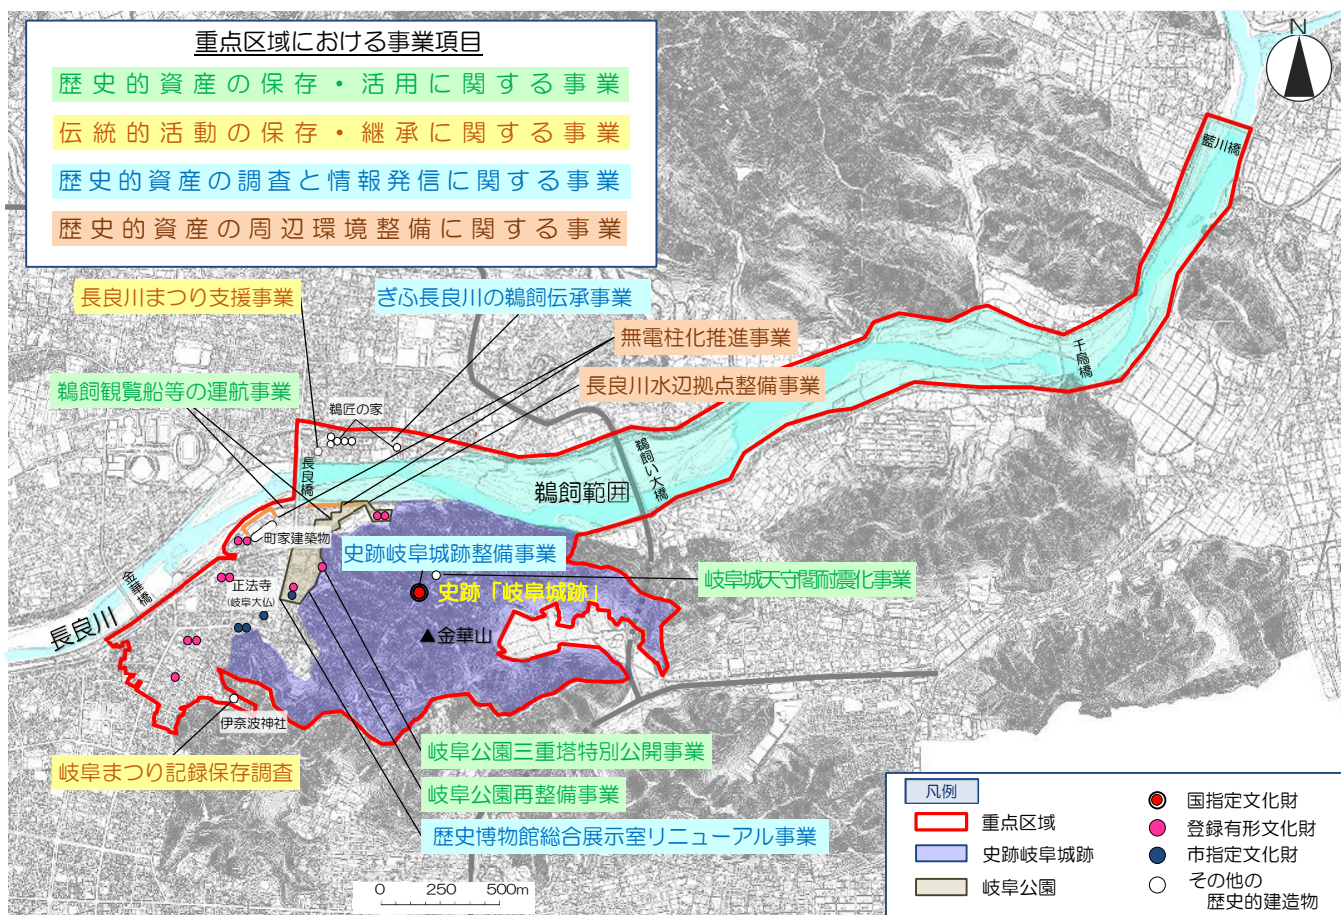 重点区域における事業項目
歴史的資産の保存・活用に関する事業
伝統的活動の保存・継承に関する事業
歴史的資産の調査と情報発信に関する事業
歴史的資産の周辺環境整備に関する事業
N
藍川橋
長良川まつり支援事業
ぎふ長良川の鵜飼伝承事業
無電柱化推進事業
長良川水辺拠点整備事業
千鳥橋
鵜飼観覧船等の運航事業
鵜匠の家
長良橋
鵜飼い大橋
鵜飼範囲
町家建築物
史跡岐阜城跡整備事業
岐阜城天守閣耐震化事業
史跡「岐阜城跡」
金華橋
正法寺
(岐阜大仏)
長良川
▲金華山
伊奈波神社
岐阜まつり記録保存調査
岐阜公園三重塔特別公開事業
岐阜公園再整備事業
歴史博物館総合展示室リニューアル事業
0 250 500m
凡例
重点区域
史跡岐阜城跡
岐阜公園
国指定文化財
登録有形文化財
市指定文化財
その他の
歴史的建造物